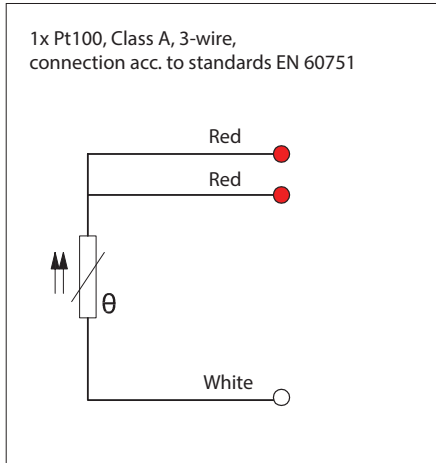 1x Pt100, Class A, 3-wire,
connection acc. to standards EN 60751
Red
Red
θ
White